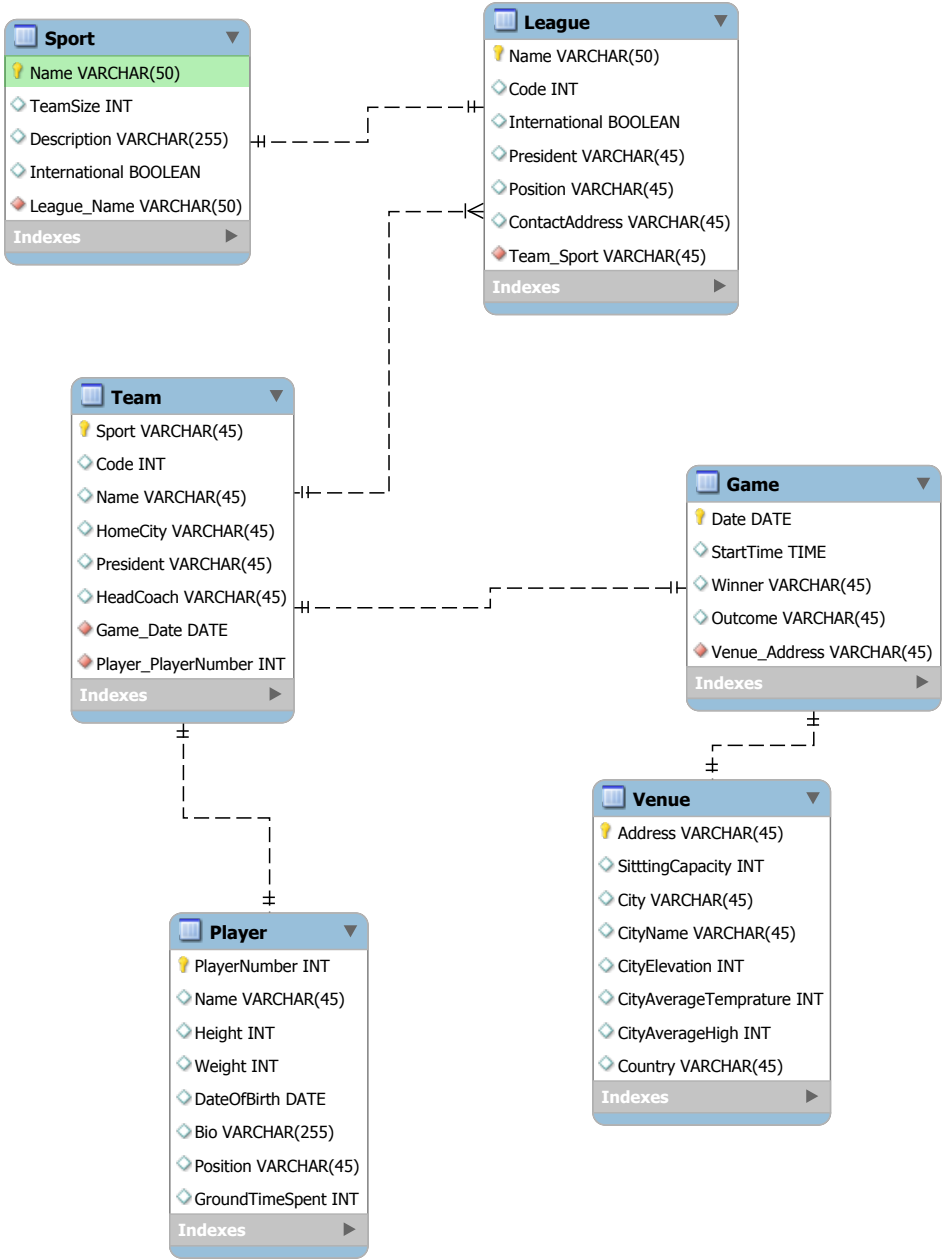 Sport
Name VARCHAR(50)
TeamSize INT
Description VARCHAR(255)
International BOOLEAN
League_Name VARCHAR(50)
Indexes
League
Name VARCHAR(50)
Code INT
International BOOLEAN
President VARCHAR(45)
Position VARCHAR(45)
ContactAddress VARCHAR(45)
Team_Sport VARCHAR(45)
Indexes
Team
Sport VARCHAR(45)
Code INT
Name VARCHAR(45)
HomeCity VARCHAR(45)
President VARCHAR(45)
HeadCoach VARCHAR(45)
Game_Date DATE
Player_PlayerNumber INT
Indexes
Game
Date DATE
StartTime TIME
Winner VARCHAR(45)
Outcome VARCHAR(45)
Venue_Address VARCHAR(45)
Indexes
Venue
Address VARCHAR(45)
SitttingCapacity INT
City VARCHAR(45)
CityName VARCHAR(45)
CityElevation INT
CityAverageTemprature INT
CityAverageHigh INT
Country VARCHAR(45)
Indexes
Player
PlayerNumber INT
Name VARCHAR(45)
Height INT
Weight INT
DateOfBirth DATE
Bio VARCHAR(255)
Position VARCHAR(45)
GroundTimeSpent INT
Indexes